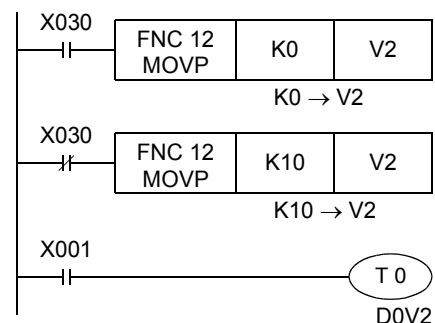 X030
FNC 12
MOVP
K0
V2
K0 → V2
X030
FNC 12
MOVP
K10
V2
K10 → V2
X001
T 0
D0V2